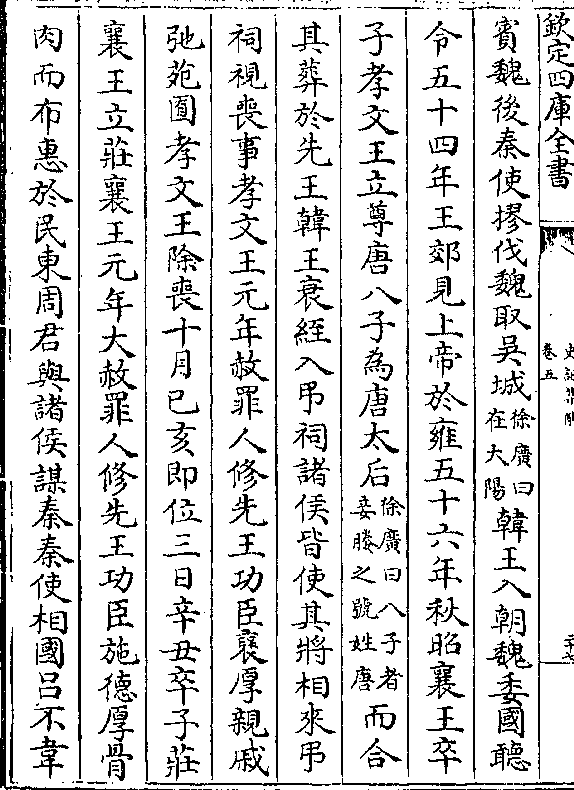 欽定四庫全書
史記集解
卷五
賓魏後秦使摎伐魏取吳城徐廣曰在大陽韓王入朝魏委國聽
令五十四年王郊見上帝於雍五十六年秋昭襄王卒
子孝文王立尊唐八子為唐太后徐廣曰八子者妾媵之號姓唐而合
其葬於先王韓王衰絰入弔祠諸侯皆使其將相來弔
祠視喪事孝文王元年赦罪人修先王功臣襃厚親戚
弛苑囿孝文王除喪十月己亥即位三日辛丑卒子莊
襄王立莊襄王元年大赦罪人修先王功臣施德厚骨
肉而布惠於民東周君與諸侯謀秦秦使相國呂不韋